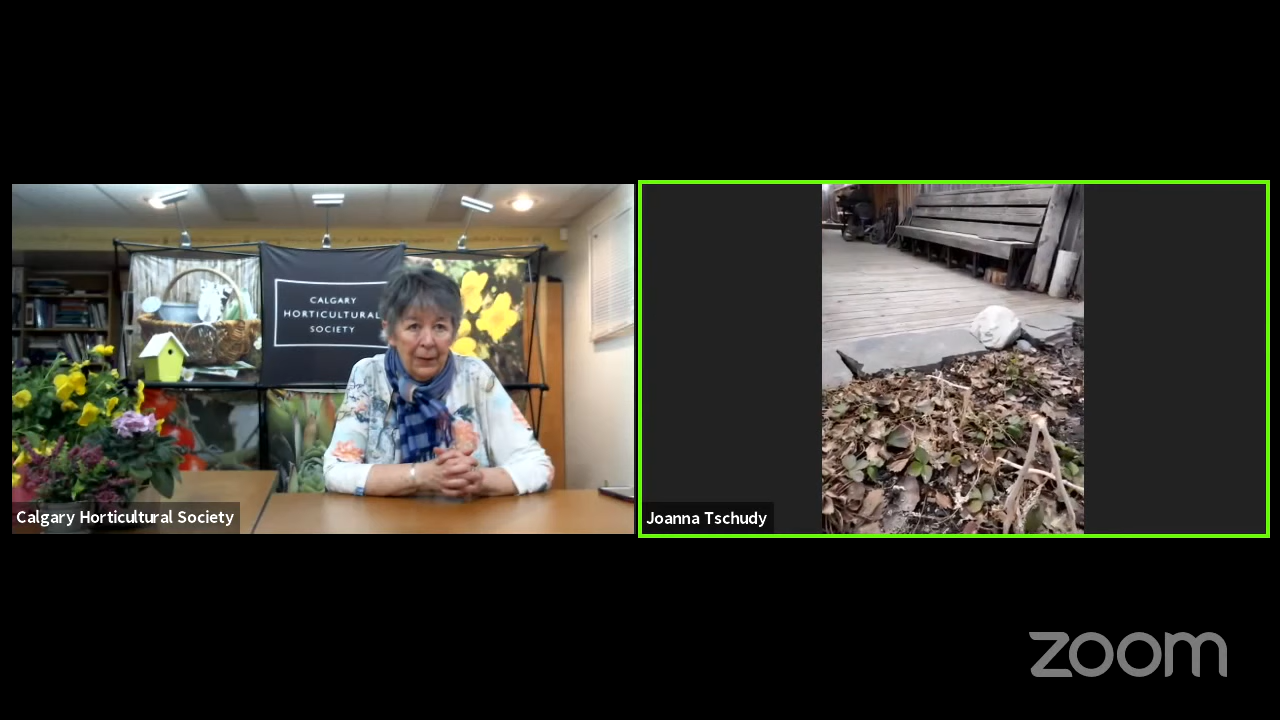 CALGARY
HORTICULTURAL
SOCIETY
Calgary Horticultural Society
Joanna Tschudy
zoom